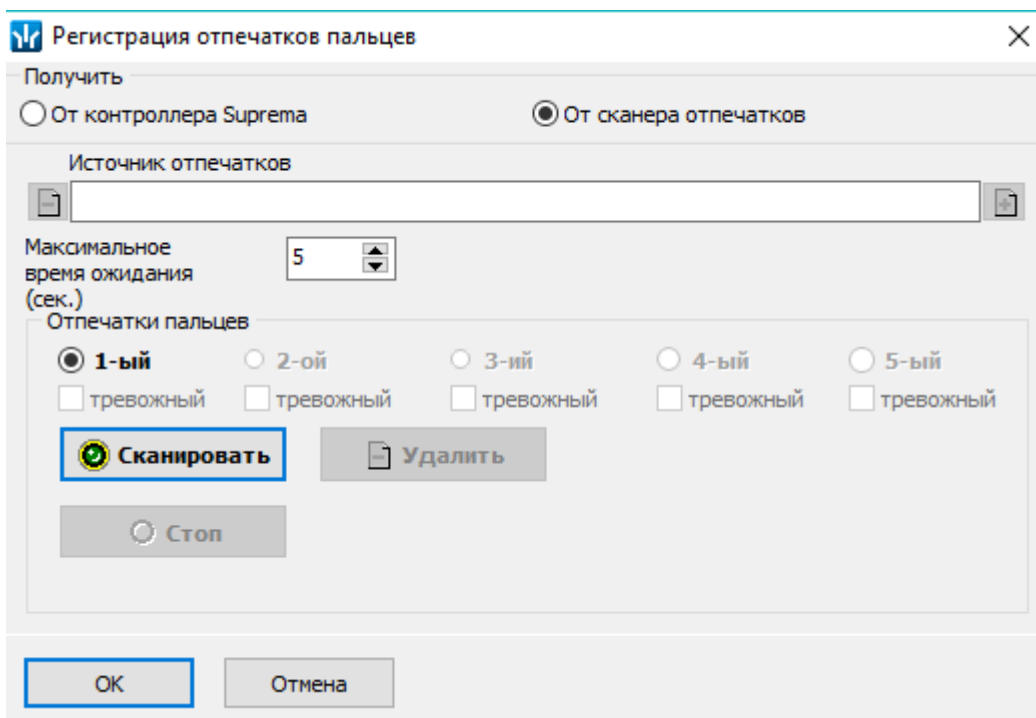 Регистрация отпечатков пальцев
Получить
От контроллера Suprema От сканера отпечатков
Источник отпечатков
Максимальное
время ожидания
(сек.)
5
Отпечатки пальцев
1-ый 2-ой 3-ий 4-ый 5-ый
тревожный тревожный тревожный тревожный тревожный
Сканировать Удалить
Стоп
ОК Отмена